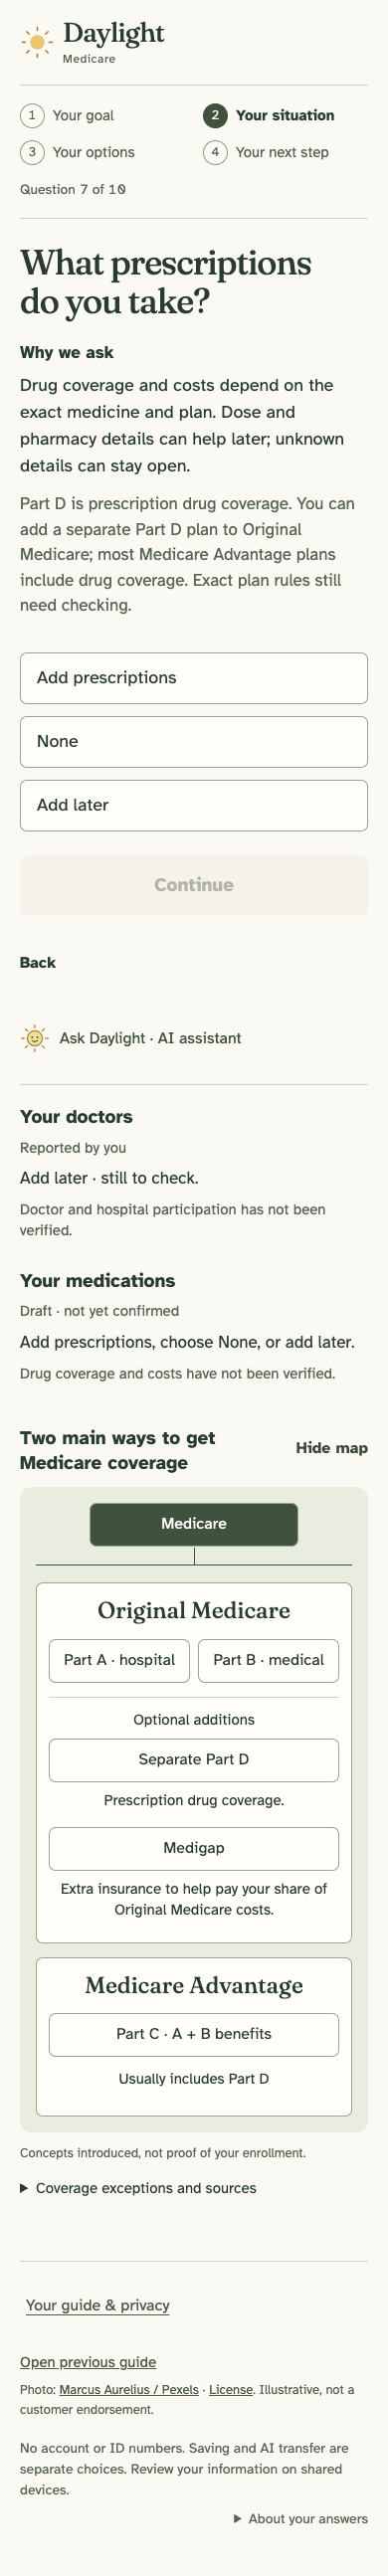 Daylight
Medicare
1 Your goal
2 Your situation
3 Your options
4 Your next step
Question 7 of 10
What prescriptions
do you take?
Why we ask
Drug coverage and costs depend on the
exact medicine and plan. Dose and
pharmacy details can help later; unknown
details can stay open.
Part D is prescription drug coverage. You can
add a separate Part D plan to Original
Medicare; most Medicare Advantage plans
include drug coverage. Exact plan rules still
need checking.
Add prescriptions
None
Add later
Continue
Back
Ask Daylight · AI assistant
Your doctors
Reported by you
Add later · still to check.
Doctor and hospital participation has not been
verified.
Your medications
Draft · not yet confirmed
Add prescriptions, choose None, or add later.
Drug coverage and costs have not been verified.
Two main ways to get
Medicare coverage
Hide map
Medicare
Original Medicare
Part A · hospital
Part B · medical
Optional additions
Separate Part D
Prescription drug coverage.
Medigap
Extra insurance to help pay your share of
Original Medicare costs.
Medicare Advantage
Part C · A + B benefits
Usually includes Part D
Concepts introduced, not proof of your enrollment.
Coverage exceptions and sources
Your guide & privacy
Open previous guide
Photo: Marcus Aurelius / Pexels · License. Illustrative, not a
customer endorsement.
No account or ID numbers. Saving and AI transfer are
separate choices. Review your information on shared
devices.
About your answers